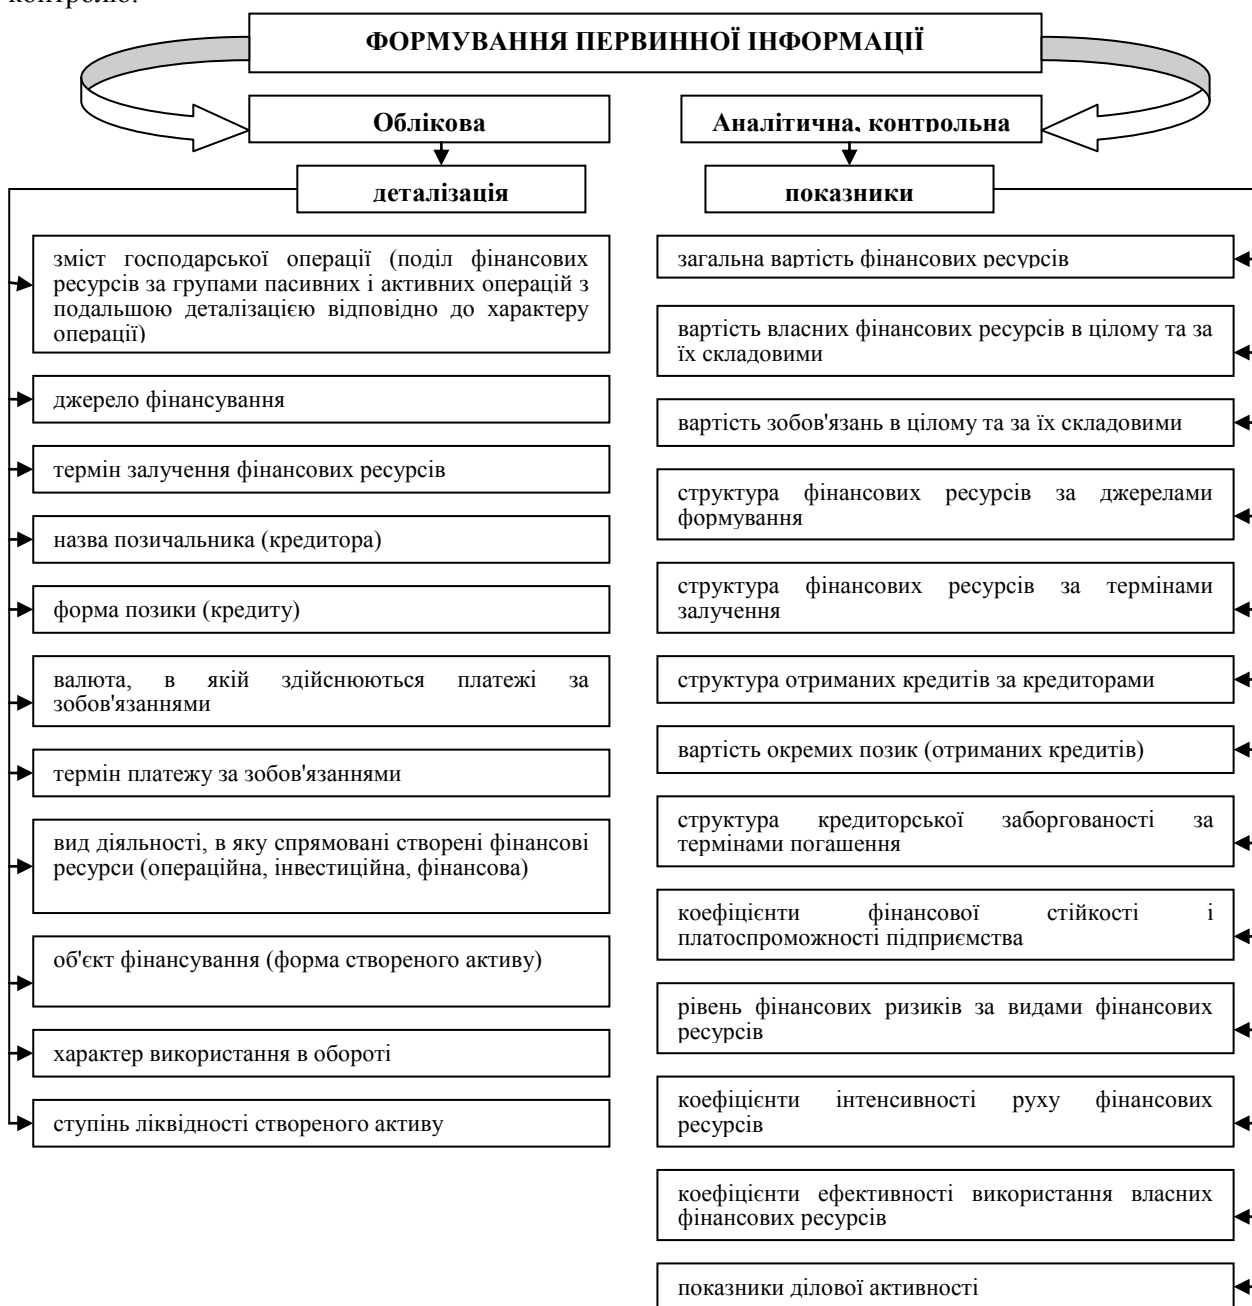 контролю.
ФОРМУВАННЯ ПЕРВИННОЇ ІНФОРМАЦІЇ
Облікова
деталізація
зміст господарської операції (поділ фінансових
ресурсів за групами пасивних і активних операцій з
подальшою деталізацією відповідно до характеру
операції)
джерело фінансування
термін залучення фінансових ресурсів
назва позичальника (кредитора)
форма позики (кредиту)
валюта, в якій здійснюються платежі за
зобов'язаннями
термін платежу за зобов'язаннями
вид діяльності, в яку спрямовані створені фінансові
ресурси (операційна, інвестиційна, фінансова)
об'єкт фінансування (форма створеного активу)
характер використання в обороті
ступінь ліквідності створеного активу
Аналітична, контрольна
показники
загальна вартість фінансових ресурсів
вартість власних фінансових ресурсів в цілому та за
їх складовими
вартість зобов'язань в цілому та за їх складовими
структура фінансових ресурсів за джерелами
формування
структура фінансових ресурсів за термінами
залучення
структура отриманих кредитів за кредиторами
вартість окремих позик (отриманих кредитів)
структура кредиторської заборгованості за
термінами погашення
коефіцієнти фінансової стійкості і
платоспроможності підприємства
рівень фінансових ризиків за видами фінансових
ресурсів
коефіцієнти інтенсивності руху фінансових
ресурсів
коефіцієнти ефективності використання власних
фінансових ресурсів
показники ділової активності